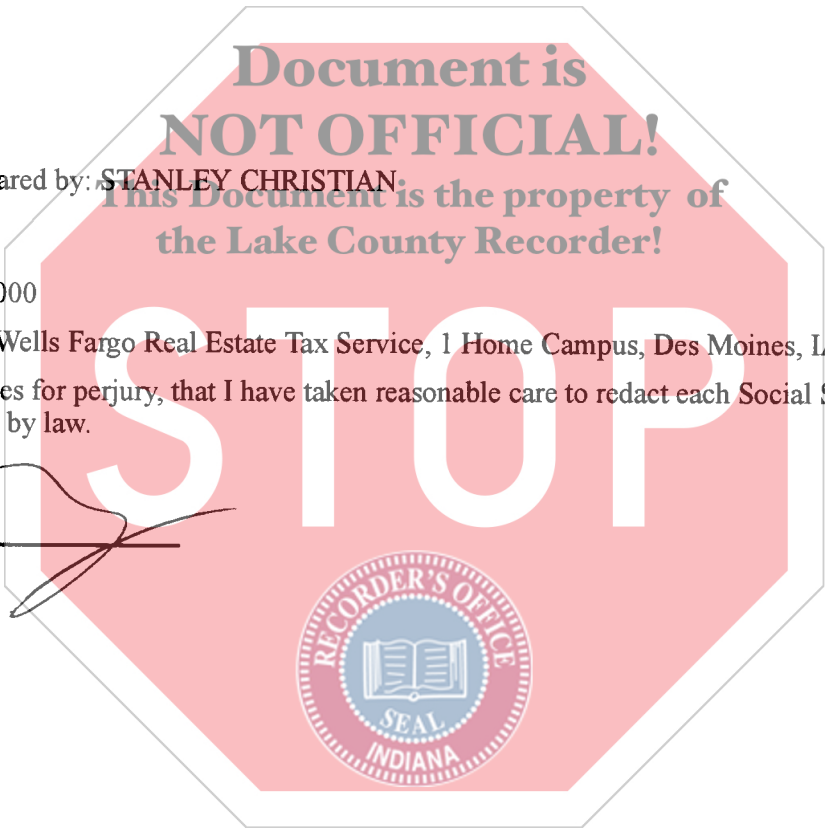 Document is
NOT OFFICIAL!
ared by: STANLEY CHRISTIAN
This Document is the property of
the Lake County Recorder!
000
Wells Fargo Real Estate Tax Service, 1 Home Campus, Des Moines, IA
es for perjury, that I have taken reasonable care to redact each Social S
by law.
STOP
RECORDER'S OFFICE
SEAL
INDIANA